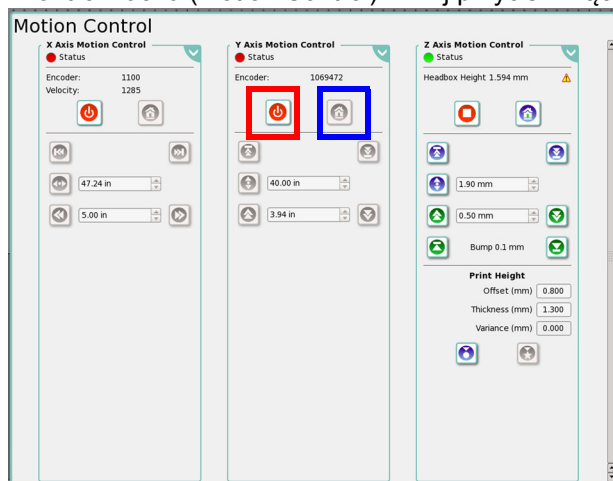 Motion Control
X Axis Motion Control
Status
Encoder: 1100
Velocity: 1285
47.24 in
5.00 in
Y Axis Motion Control
Status
Encoder: 1069472
40.00 in
3.94 in
Z Axis Motion Control
Status
Headbox Height 1.594 mm
1.90 mm
0.50 mm
Bump 0.1 mm
Print Height
Offset (mm) 0.800
Thickness (mm) 1.300
Variance (mm) 0.000